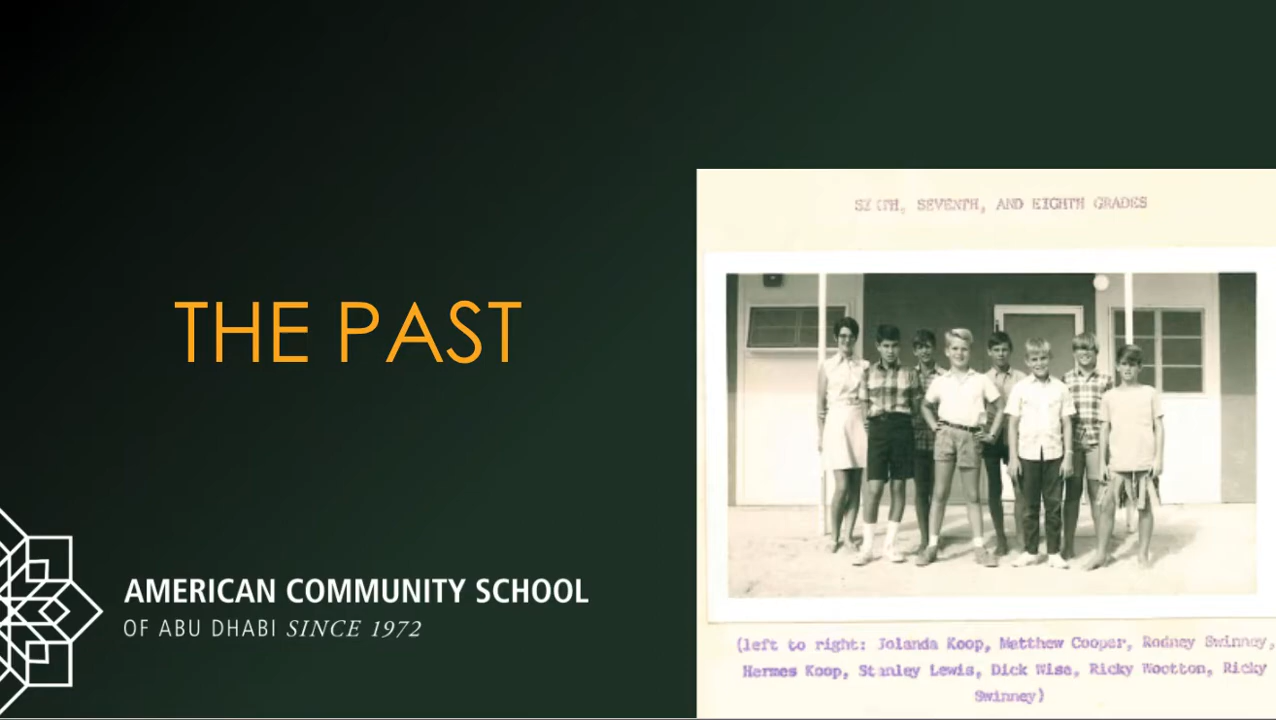 THE PAST
AMERICAN COMMUNITY SCHOOL
OF ABU DHABI SINCE 1972
SIXTH, SEVENTH, AND EIGHTH GRADES
(left to right: Jolanda Koop, Matthew Cooper, Rodney Swinney,
Hermes Koop, Stanley Lewis, Dick Wise, Ricky Wootton, Ricky
Swinney)